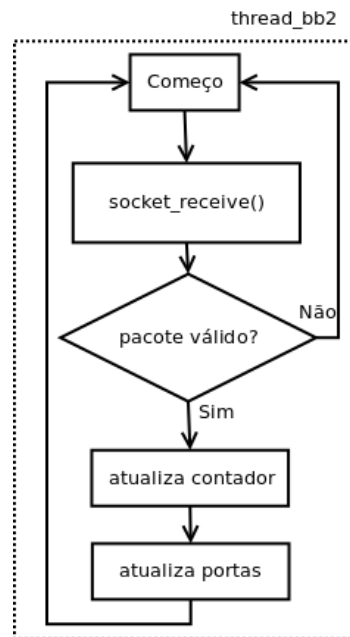 thread_bb2
Começo
socket_receive()
pacote válido?
Não
Sim
atualiza contador
atualiza portas